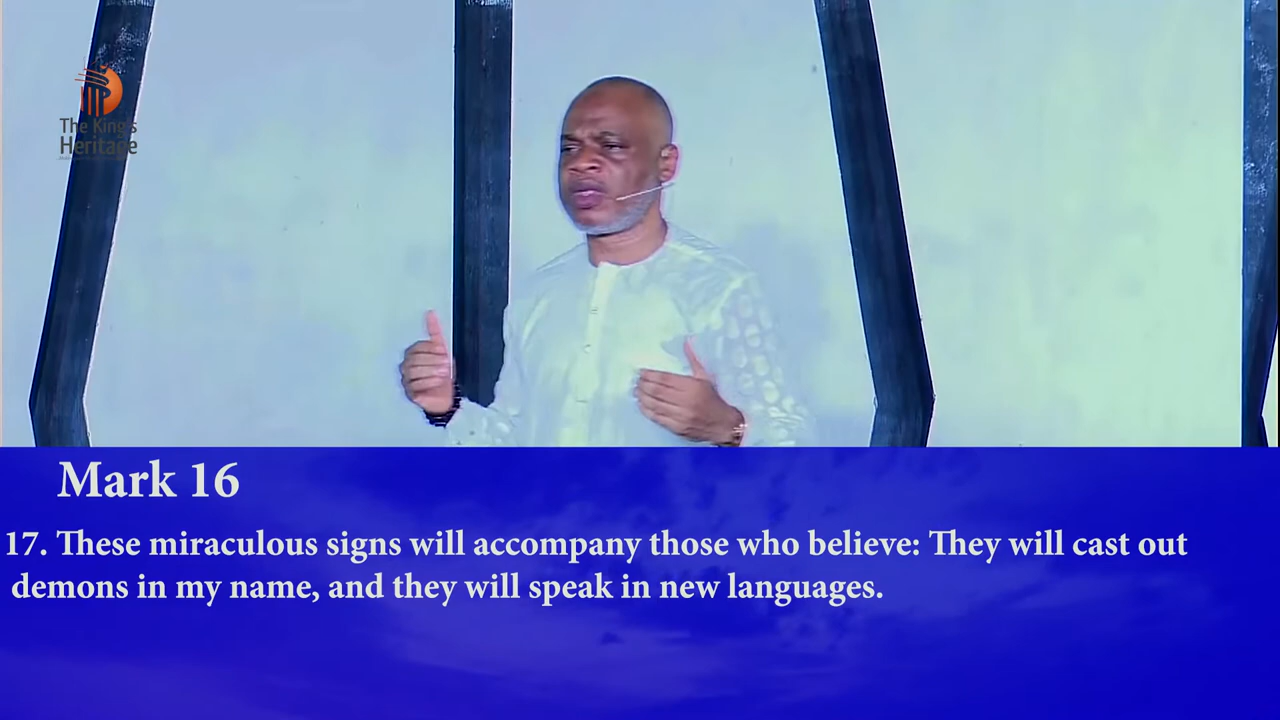 The King's
Heritage
Mark 16
17. These miraculous signs will accompany those who believe: They will cast out
demons in my name, and they will speak in new languages.